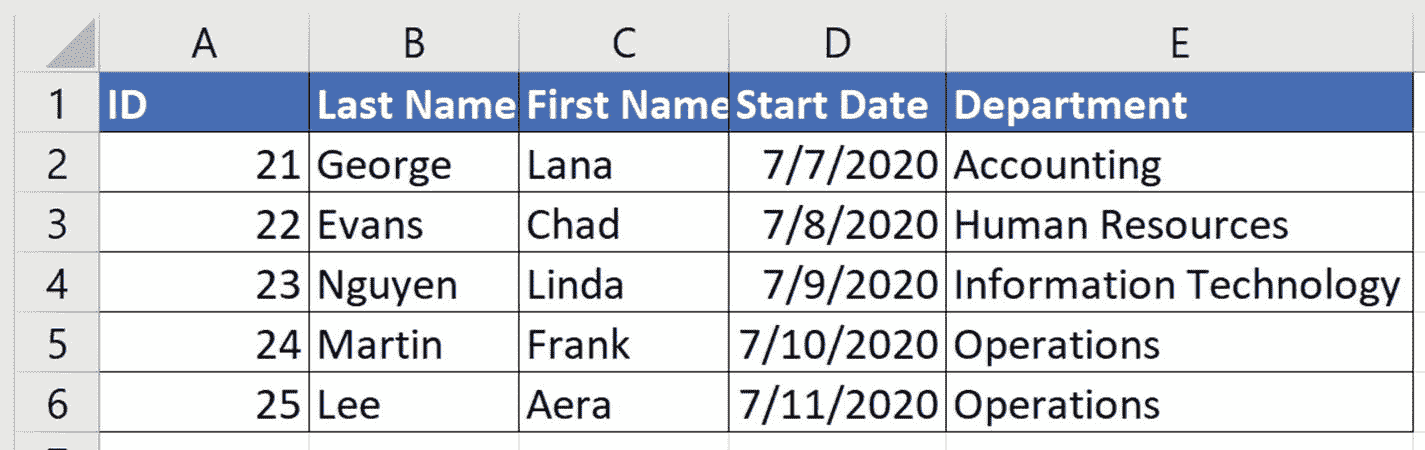 A B C D E
1 ID Last Name First Name Start Date Department
2 21 George Lana 7/7/2020 Accounting
3 22 Evans Chad 7/8/2020 Human Resources
4 23 Nguyen Linda 7/9/2020 Information Technology
5 24 Martin Frank 7/10/2020 Operations
6 25 Lee Aera 7/11/2020 Operations